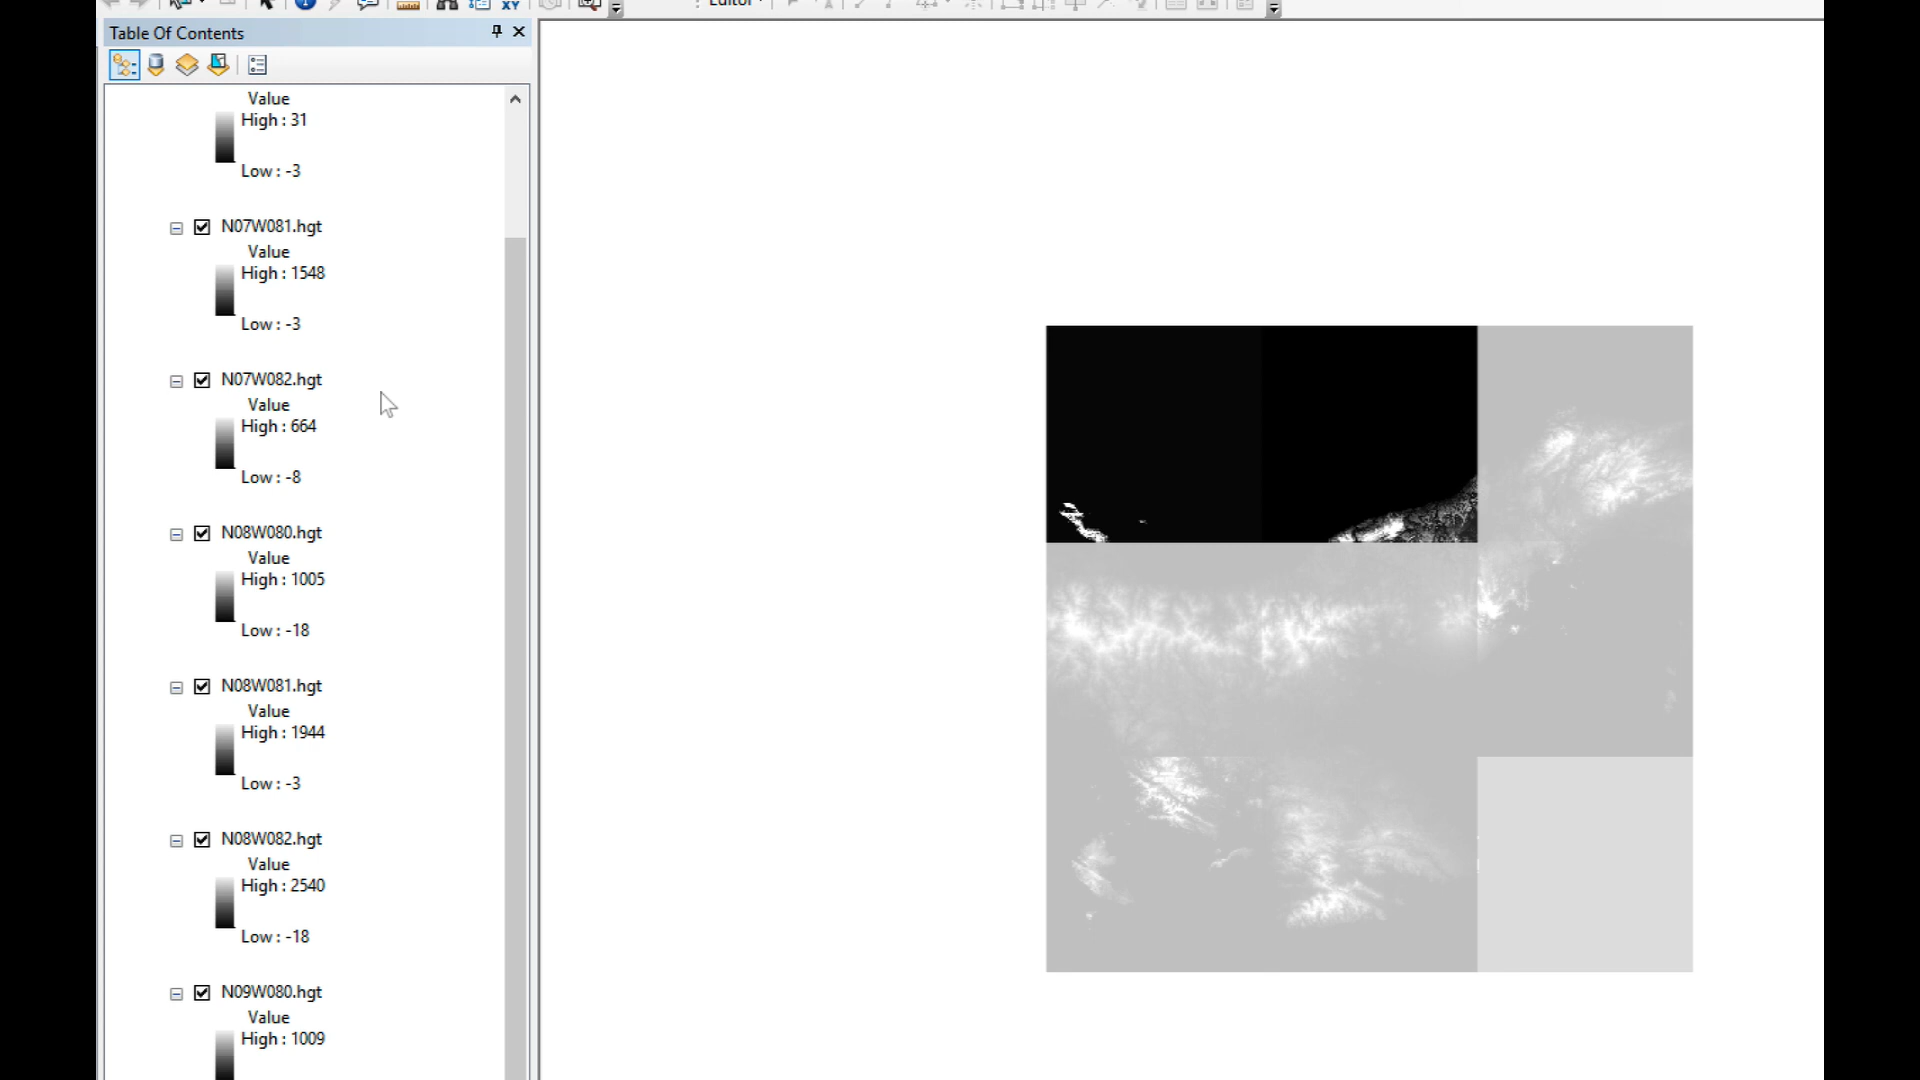 XY
Editor
Table Of Contents
Value
High : 31
Low : -3
N07W081.hgt
Value
High : 1548
Low : -3
N07W082.hgt
Value
High : 664
Low : -8
N08W080.hgt
Value
High : 1005
Low : -18
N08W081.hgt
Value
High : 1944
Low : -3
N08W082.hgt
Value
High : 2540
Low : -18
N09W080.hgt
Value
High : 1009